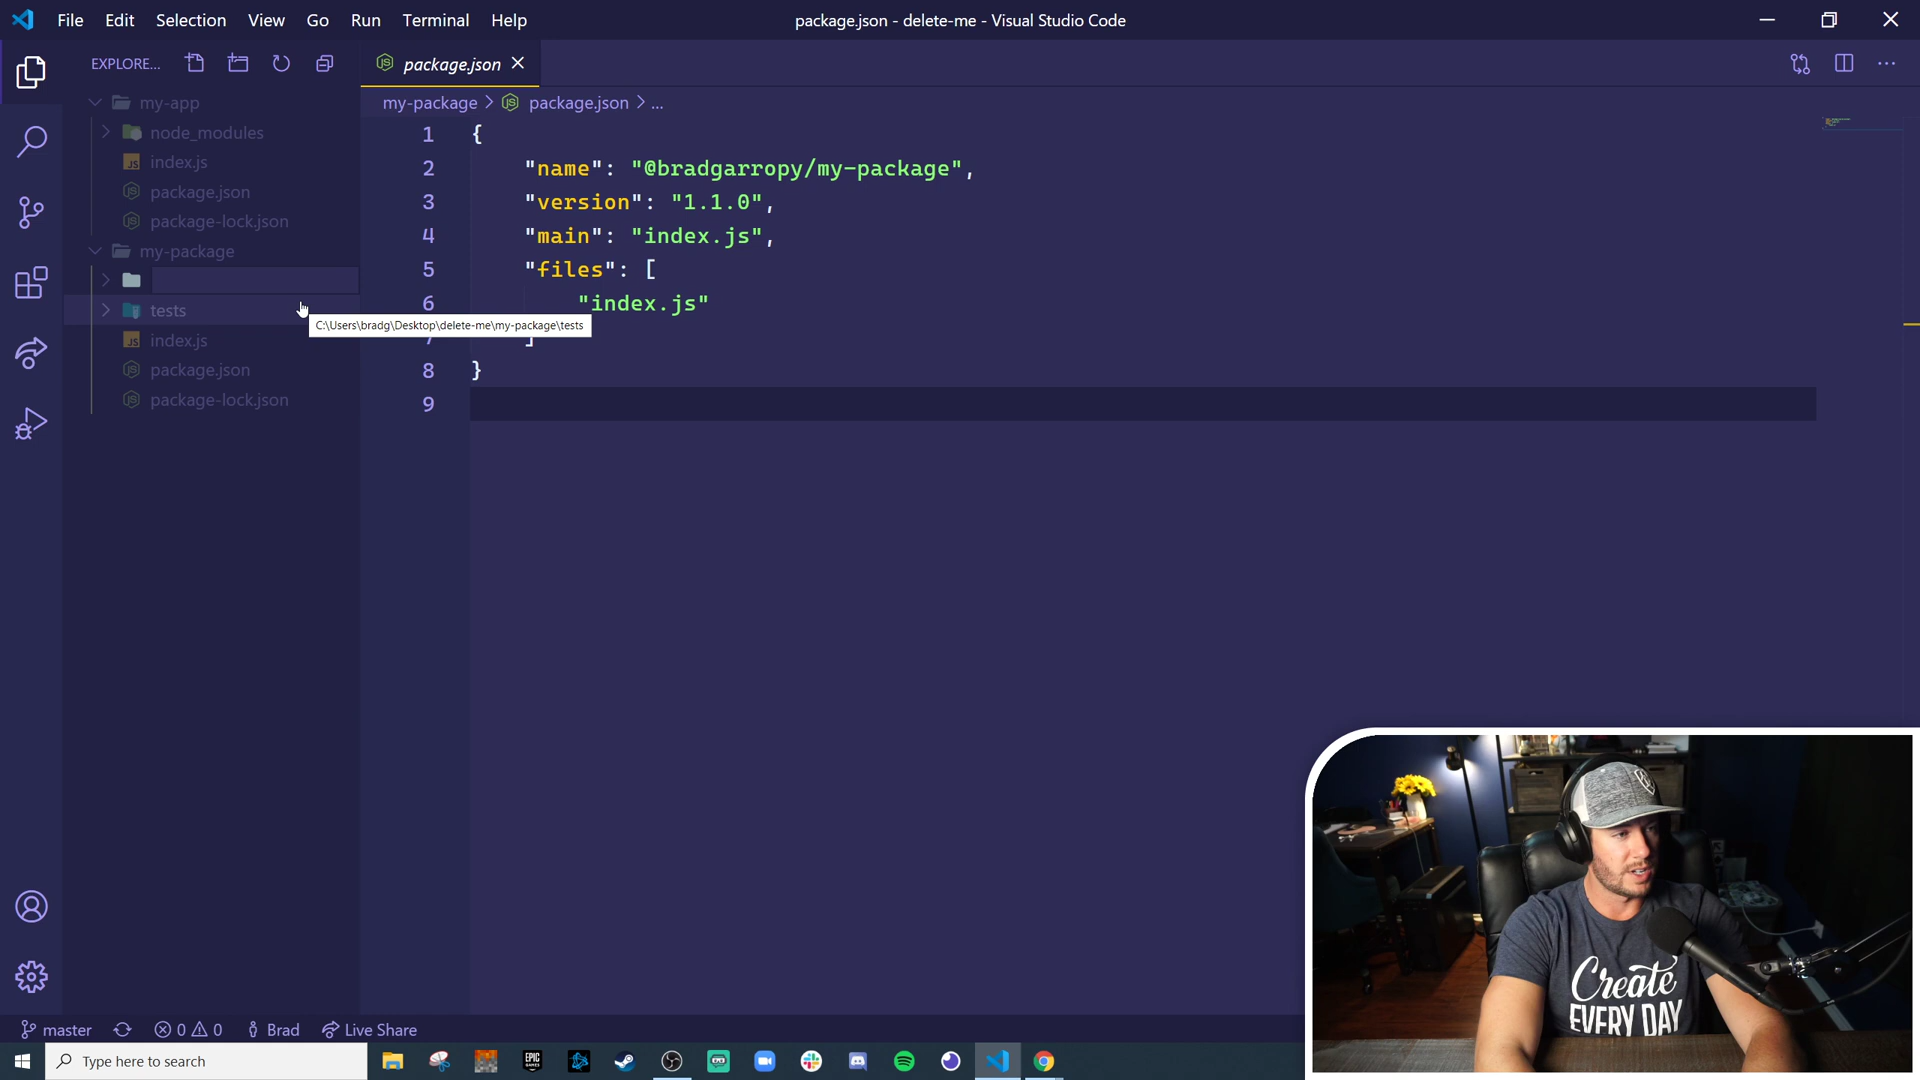 File Edit Selection View Go Run Terminal Help
package.json - delete-me - Visual Studio Code
EXPLORE...
package.json
my-package > package.json > ...
my-app
node_modules
index.js
package.json
package-lock.json
my-package
tests
index.js
package.json
package-lock.json
C:\Users\bradg\Desktop\delete-me\my-package\tests
1 {
2 "name": "@bradgarropy/my-package",
3 "version": "1.1.0",
4 "main": "index.js",
5 "files": [
6 "index.js"
7 ]
8 }
9
Create
EVERY DAY
master 0 0 Brad Live Share
Type here to search
EPIC GAMES